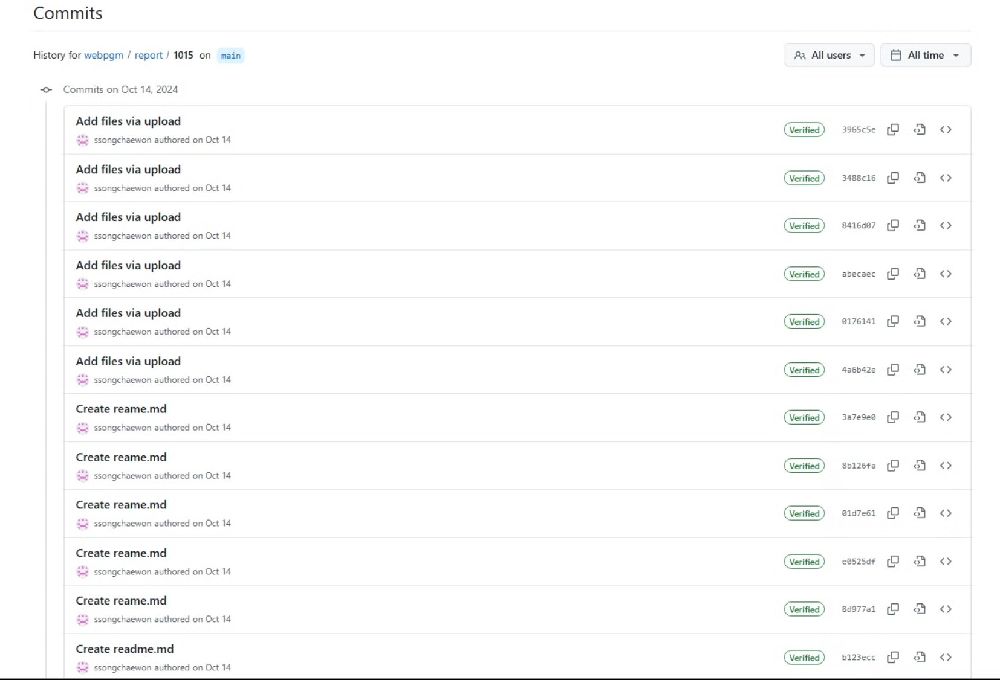 Commits
History for webpgm / report / 1015 on main
All users
All time
Commits on Oct 14, 2024
Add files via upload
ssongchaewon authored on Oct 14
Verified
3965c5e
Add files via upload
ssongchaewon authored on Oct 14
Verified
3488c16
Add files via upload
ssongchaewon authored on Oct 14
Verified
8416d07
Add files via upload
ssongchaewon authored on Oct 14
Verified
abecaec
Add files via upload
ssongchaewon authored on Oct 14
Verified
0176141
Add files via upload
ssongchaewon authored on Oct 14
Verified
4a6b42e
Create reame.md
ssongchaewon authored on Oct 14
Verified
3a7e9e0
Create reame.md
ssongchaewon authored on Oct 14
Verified
8b126fa
Create reame.md
ssongchaewon authored on Oct 14
Verified
01d7e61
Create reame.md
ssongchaewon authored on Oct 14
Verified
e0525df
Create reame.md
ssongchaewon authored on Oct 14
Verified
8d977a1
Create readme.md
ssongchaewon authored on Oct 14
Verified
b123ecc